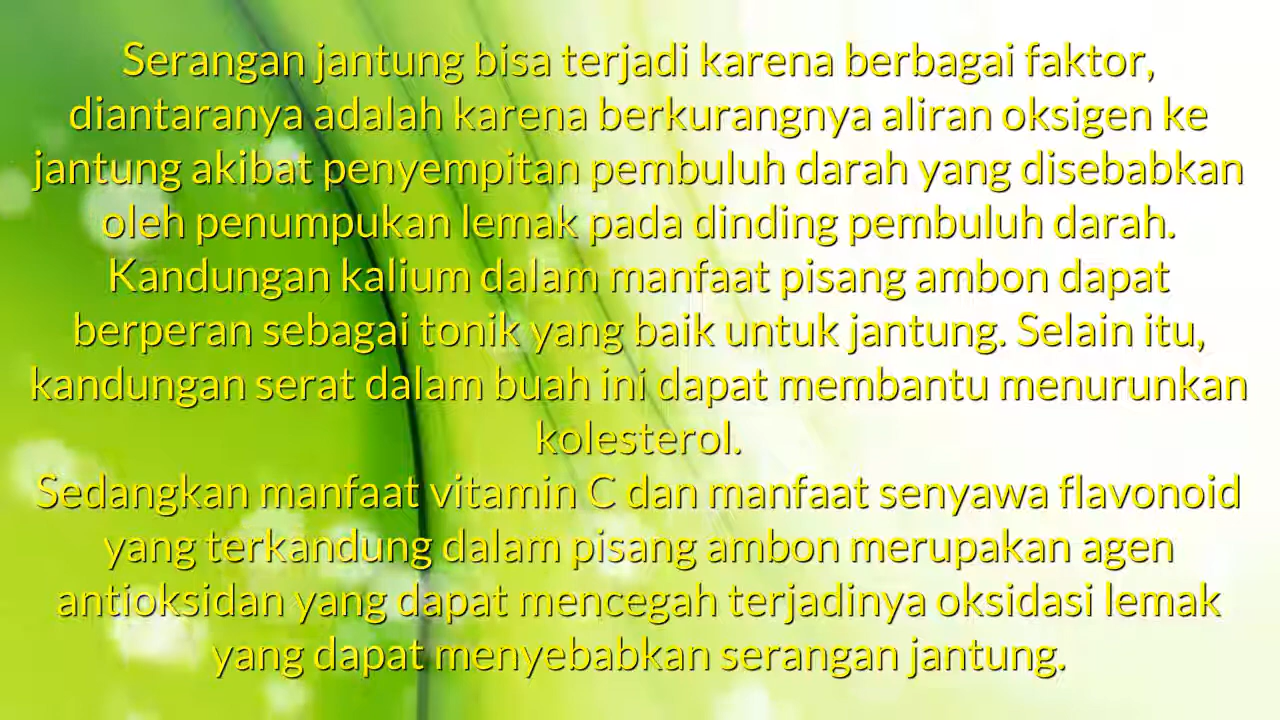 Serangan jantung bisa terjadi karena berbagai faktor,
diantaranya adalah karena berkurangnya aliran oksigen ke
jantung akibat penyempitan pembuluh darah yang disebabkan
oleh penumpukan lemak pada dinding pembuluh darah.
Kandungan kalium dalam manfaat pisang ambon dapat
berperan sebagai tonik yang baik untuk jantung. Selain itu,
kandungan serat dalam buah ini dapat membantu menurunkan
kolesterol.
Sedangkan manfaat vitamin C dan manfaat senyawa flavonoid
yang terkandung dalam pisang ambon merupakan agen
antioksidan yang dapat mencegah terjadinya oksidasi lemak
yang dapat menyebabkan serangan jantung.